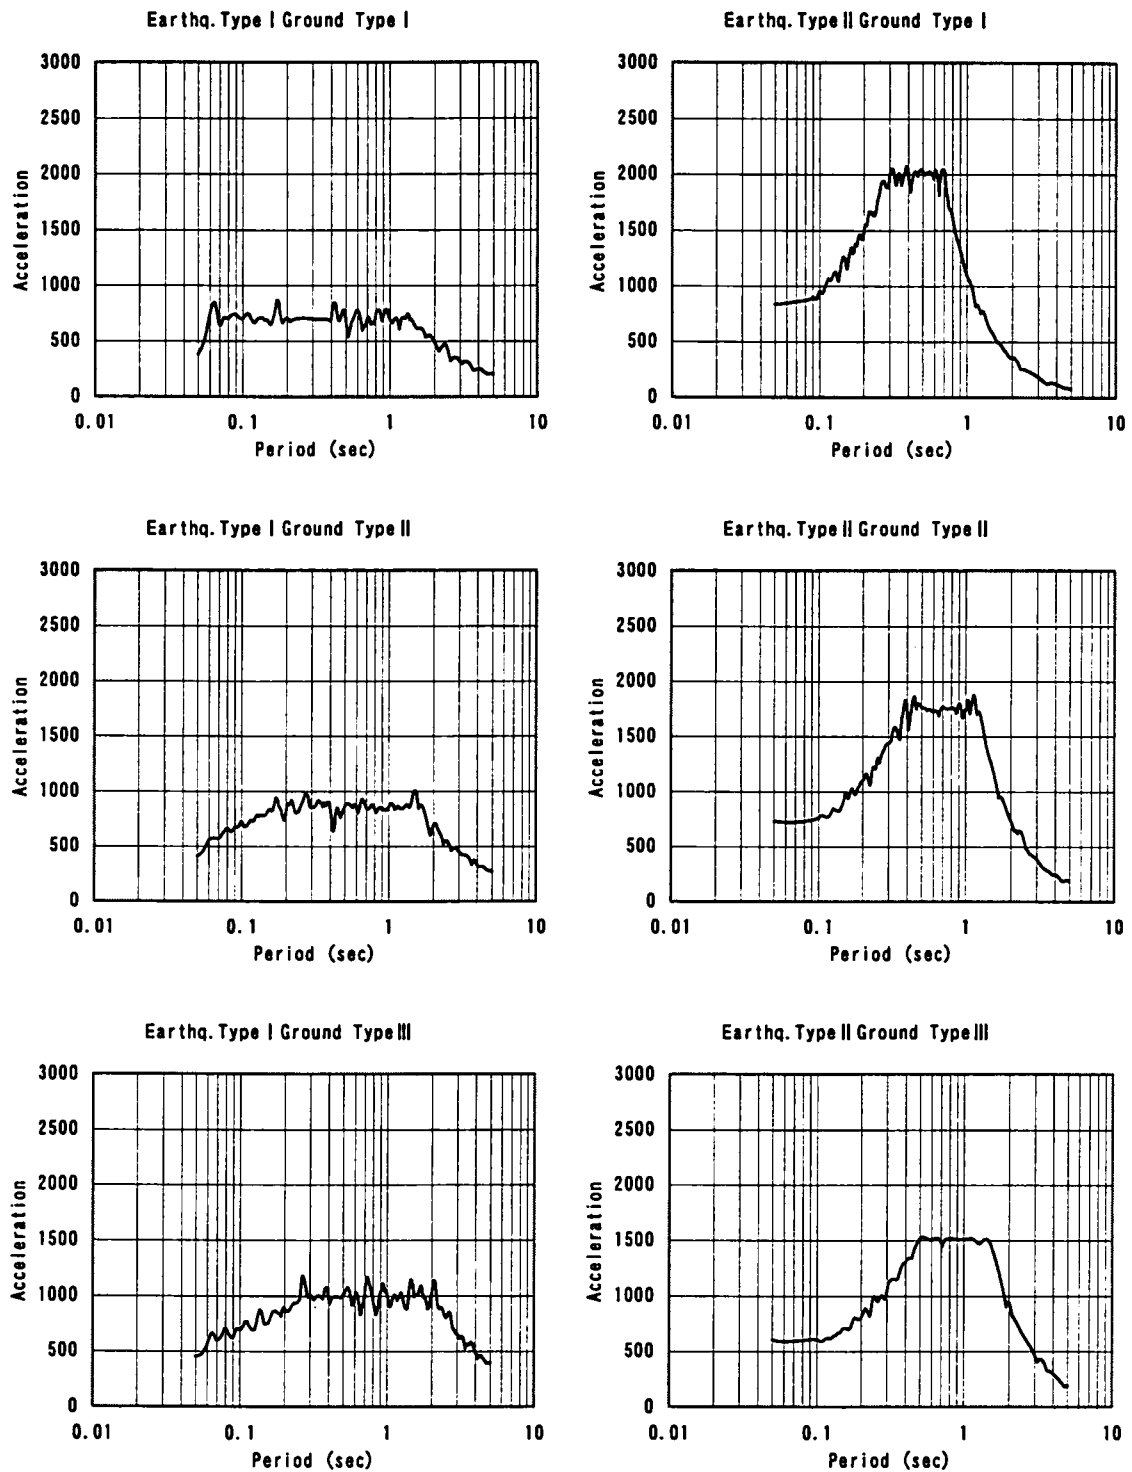 Earthq. Type I Ground Type I
3000
2500
2000
1500
1000
500
0
Acceleration
0.01 0.1 1 10
Period (sec)
Earthq. Type II Ground Type I
3000
2500
2000
1500
1000
500
0
Acceleration
0.01 0.1 1 10
Period (sec)
Earthq. Type I Ground Type II
3000
2500
2000
1500
1000
500
0
Acceleration
0.01 0.1 1 10
Period (sec)
Earthq. Type II Ground Type II
3000
2500
2000
1500
1000
500
0
Acceleration
0.01 0.1 1 10
Period (sec)
Earthq. Type I Ground Type III
3000
2500
2000
1500
1000
500
0
Acceleration
0.01 0.1 1 10
Period (sec)
Earthq. Type II Ground Type III
3000
2500
2000
1500
1000
500
0
Acceleration
0.01 0.1 1 10
Period (sec)